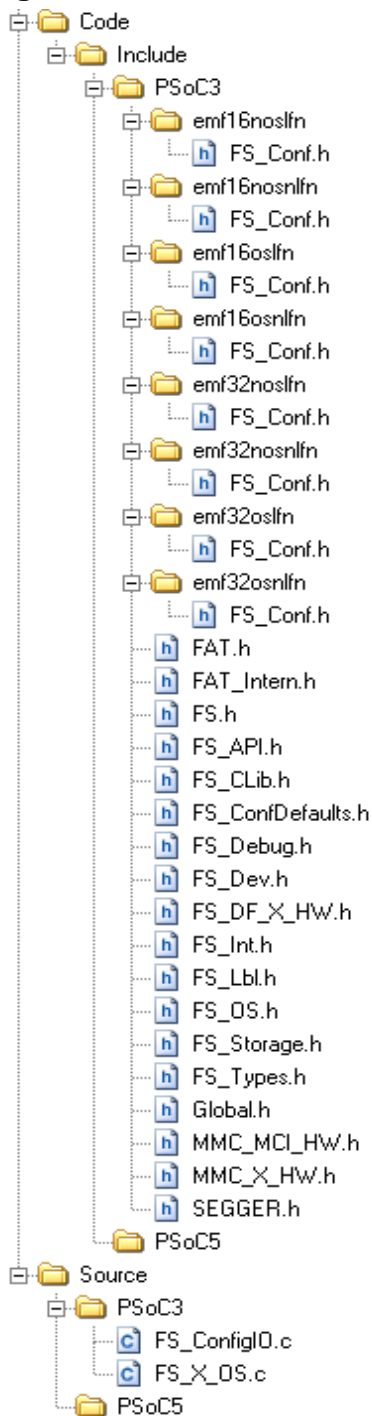 Code
Include
PSoC3
emf16noslfn
FS_Conf.h
emf16nosnlfn
FS_Conf.h
emf16oslfn
FS_Conf.h
emf16osnlfn
FS_Conf.h
emf32noslfn
FS_Conf.h
emf32nosnlfn
FS_Conf.h
emf32oslfn
FS_Conf.h
emf32osnlfn
FS_Conf.h
FAT.h
FAT_Intern.h
FS.h
FS_API.h
FS_CLib.h
FS_ConfDefaults.h
FS_Debug.h
FS_Dev.h
FS_DF_X_HW.h
FS_Int.h
FS_Lbl.h
FS_OS.h
FS_Storage.h
FS_Types.h
Global.h
MMC_MCI_HW.h
MMC_X_HW.h
SEGGER.h
PSoC5
Source
PSoC3
FS_ConfigIO.c
FS_X_OS.c
PSoC5